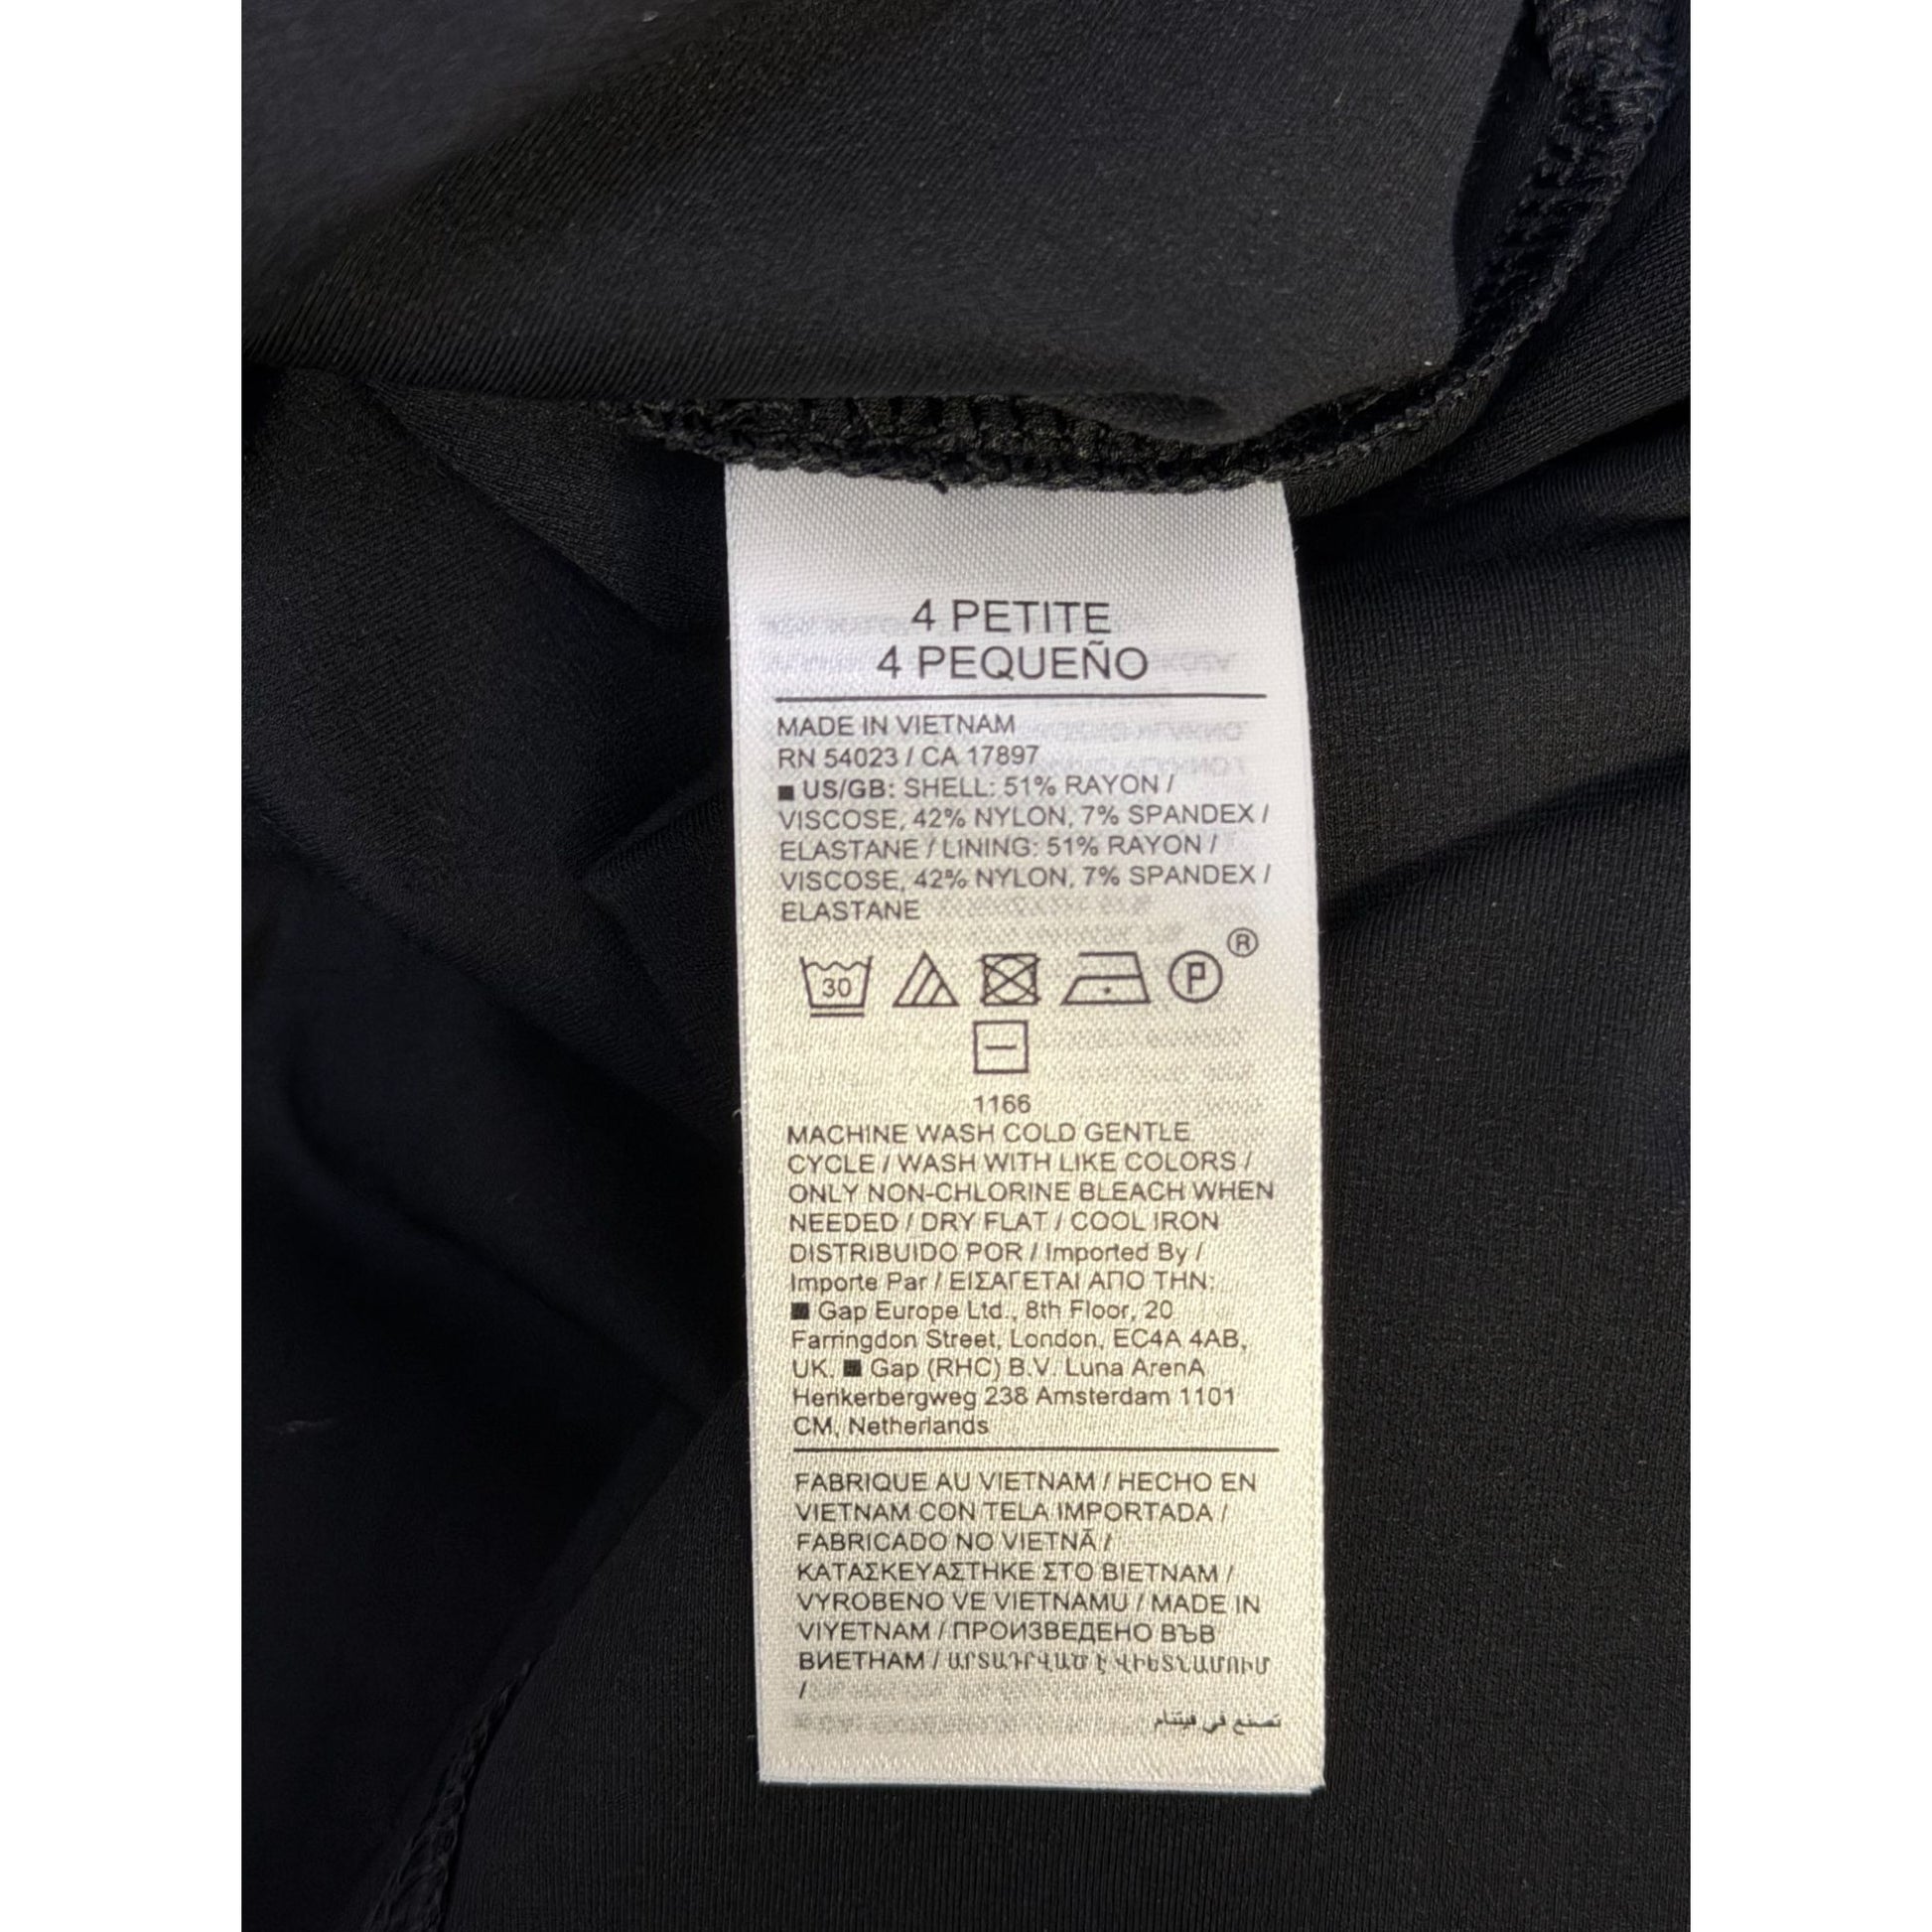 4 PETITE
4 PEQUEÑO
MADE IN VIETNAM
RN 54023 / CA 17897
■ US/GB: SHELL: 51% RAYON /
VISCOSE, 42% NYLON, 7% SPANDEX /
ELASTANE / LINING: 51% RAYON /
VISCOSE, 42% NYLON, 7% SPANDEX /
ELASTANE
30 P ®
1166
MACHINE WASH COLD GENTLE
CYCLE / WASH WITH LIKE COLORS /
ONLY NON-CHLORINE BLEACH WHEN
NEEDED / DRY FLAT / COOL IRON
DISTRIBUIDO POR / Imported By /
Importe Par / ΕΙΣΑΓΕΤΑΙ ΑΠΟ ΤΗΝ:
■ Gap Europe Ltd., 8th Floor, 20
Farringdon Street, London, EC4A 4AB,
UK. ■ Gap (RHC) B.V. Luna ArenA
Henkerbergweg 238 Amsterdam 1101
CM, Netherlands
FABRIQUE AU VIETNAM / HECHO EN
VIETNAM CON TELA IMPORTADA /
FABRICADO NO VIETNÃ /
ΚΑΤΑΣΚΕΥΑΣΤΗΚΕ ΣΤΟ ΒΙΕΤΝΑΜ /
VYROBENO VE VIETNAMU / MADE IN
VIYETNAM / ПРОИЗВЕДЕНО ВЪВ
ВИЕТНАМ / ԱՐՏԱԴՐՎԱԾ Է ՎԻԵՏՆԱՄՈՒՄ
/
تصنع في فيتنام